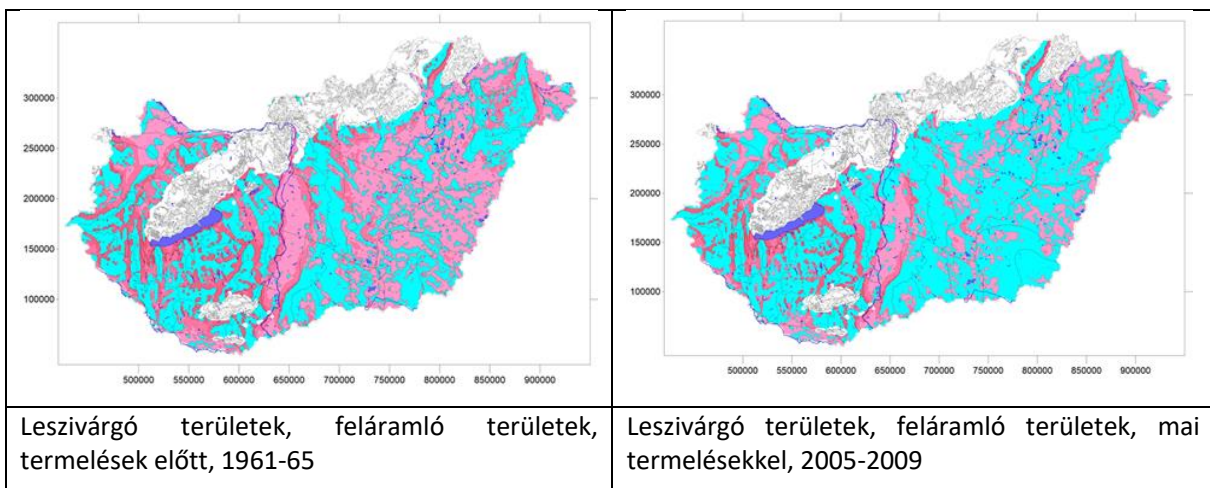 300000
250000
200000
150000
100000
500000 550000 600000 650000 700000 750000 800000 850000 900000
300000
250000
200000
150000
100000
500000 550000 600000 650000 700000 750000 800000 850000 900000
Leszivárgó területek, feláramló területek,
termelések előtt, 1961-65
Leszivárgó területek, feláramló területek, mai
termelésekkel, 2005-2009